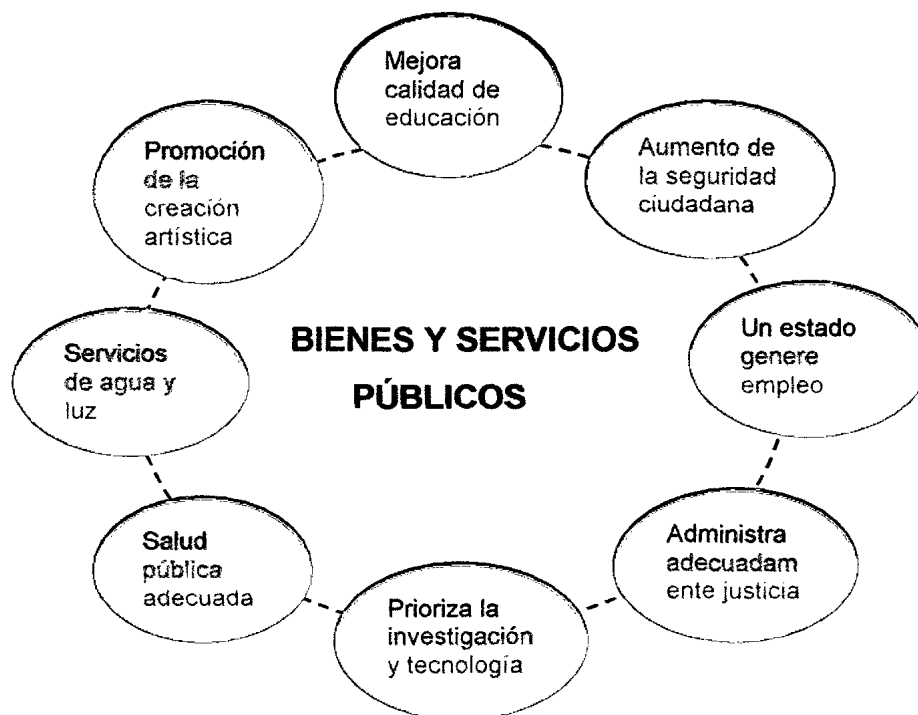 Mejora
calidad de
educación
Aumento de
la seguridad
ciudadana
Un estado
genere
empleo
Administra
adecuadam
ente justicia
Prioriza la
investigación
y tecnología
Salud
pública
adecuada
Servicios
de agua y
luz
Promoción
de la
creación
artística
BIENES Y SERVICIOS
PÚBLICOS